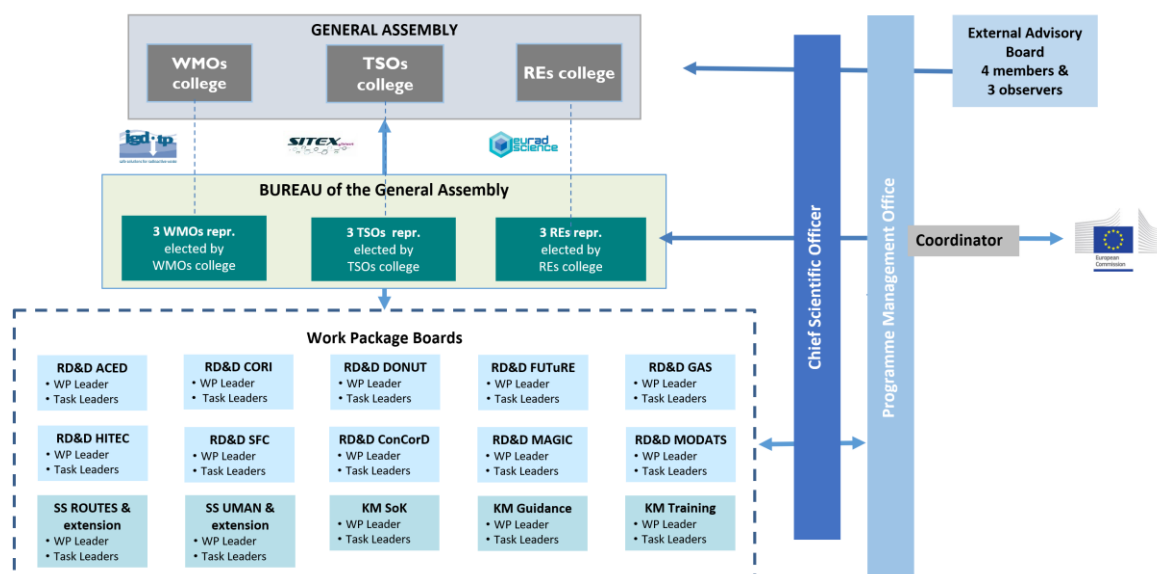 GENERAL ASSEMBLY
WMOs
college
TSOs
college
REs college
External Advisory
Board
4 members &
3 observers
igd·tp
SITEX
eurad
science
BUREAU of the General Assembly
3 WMOs repr.
elected by
WMOs college
3 TSOs repr.
elected by
TSOs college
3 REs repr.
elected by
REs college
Chief Scientific Officer
Programme Management Office
Coordinator
European
Commission
Work Package Boards
RD&D ACED
• WP Leader
• Task Leaders
RD&D CORI
• WP Leader
• Task Leaders
RD&D DONUT
• WP Leader
• Task Leaders
RD&D FUTuRE
• WP Leader
• Task Leaders
RD&D GAS
• WP Leader
• Task Leaders
RD&D HITEC
• WP Leader
• Task Leaders
RD&D SFC
• WP Leader
• Task Leaders
RD&D ConCorD
• WP Leader
• Task Leaders
RD&D MAGIC
• WP Leader
• Task Leaders
RD&D MODATS
• WP Leader
• Task Leaders
SS ROUTES &
extension
• WP Leader
• Task Leaders
SS UMAN &
extension
• WP Leader
• Task Leaders
KM SoK
• WP Leader
• Task Leaders
KM Guidance
• WP Leader
• Task Leaders
KM Training
• WP Leader
• Task Leaders